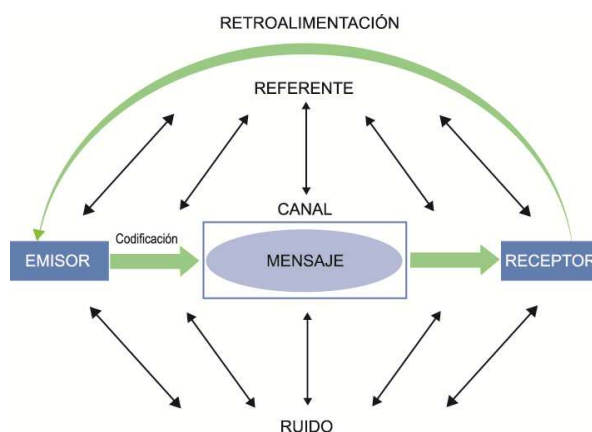 RETROALIMENTACIÓN
REFERENTE
CANAL
Codificación
EMISOR
MENSAJE
RECEPTOR
RUIDO